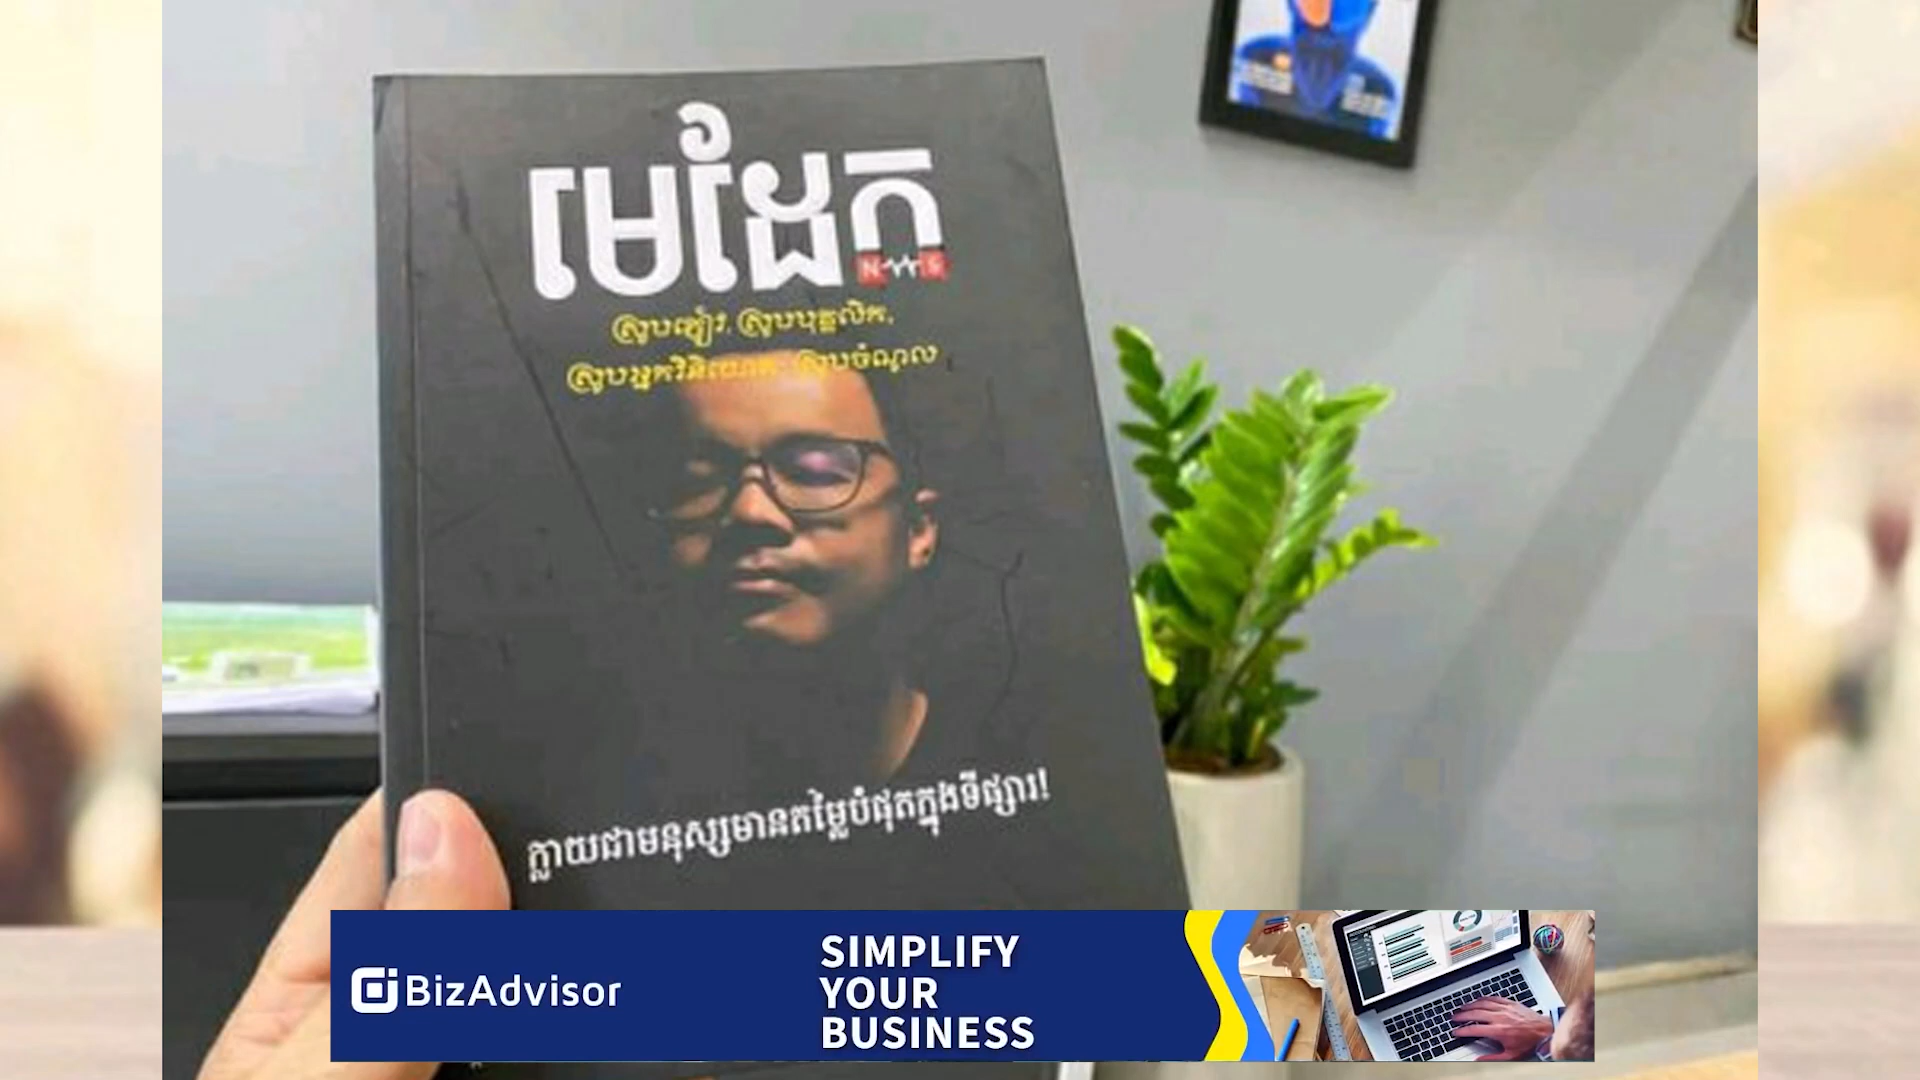 មេដែក
N S
ស្រូបភ្ញៀវ, ស្រូបបុគ្គលិក,
ស្រូបអ្នកវិនិយោគ ស្រូបចំណូល
ក្លាយជាមនុស្សមានតម្លៃបំផុតក្នុងទីផ្សារ!
BizAdvisor
SIMPLIFY
YOUR
BUSINESS